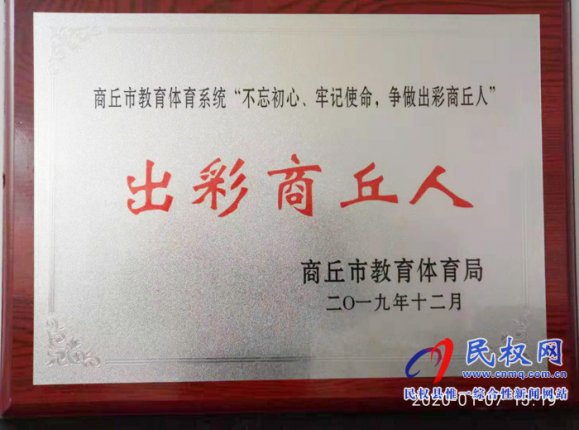 商丘市教育体育系统“不忘初心、牢记使命，争做出彩商丘人”
出彩商丘人
商丘市教育体育局
二〇一九年十二月
民权网
www.cnmqw.com.cn
民权县唯一综合性新闻网站
2020-01-07 15:19